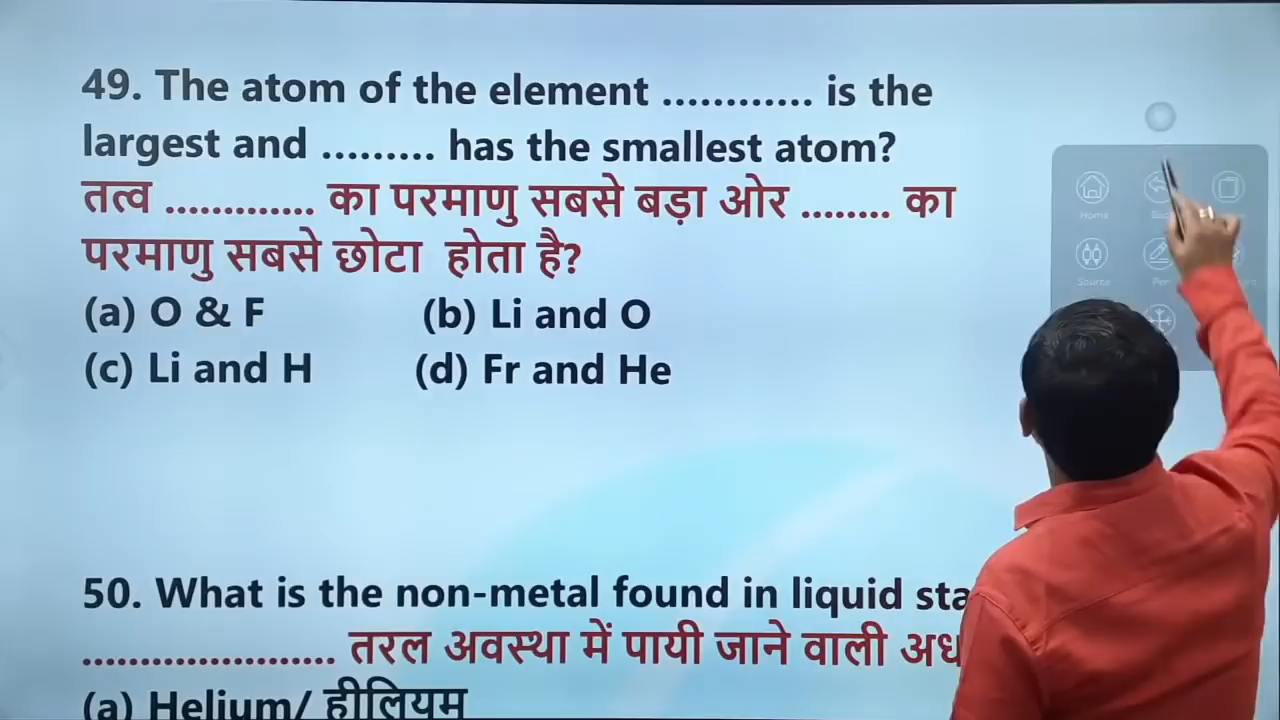 49. The atom of the element ............ is the
largest and ......... has the smallest atom?
तत्व ............. का परमाणु सबसे बड़ा ओर ........ का
परमाणु सबसे छोटा होता है?
(a) O & F (b) Li and O
(c) Li and H (d) Fr and He
Home
Source
50. What is the non-metal found in liquid
...................... तरल अवस्था में पायी जाने वाली
(a) Helium/ हीलियम